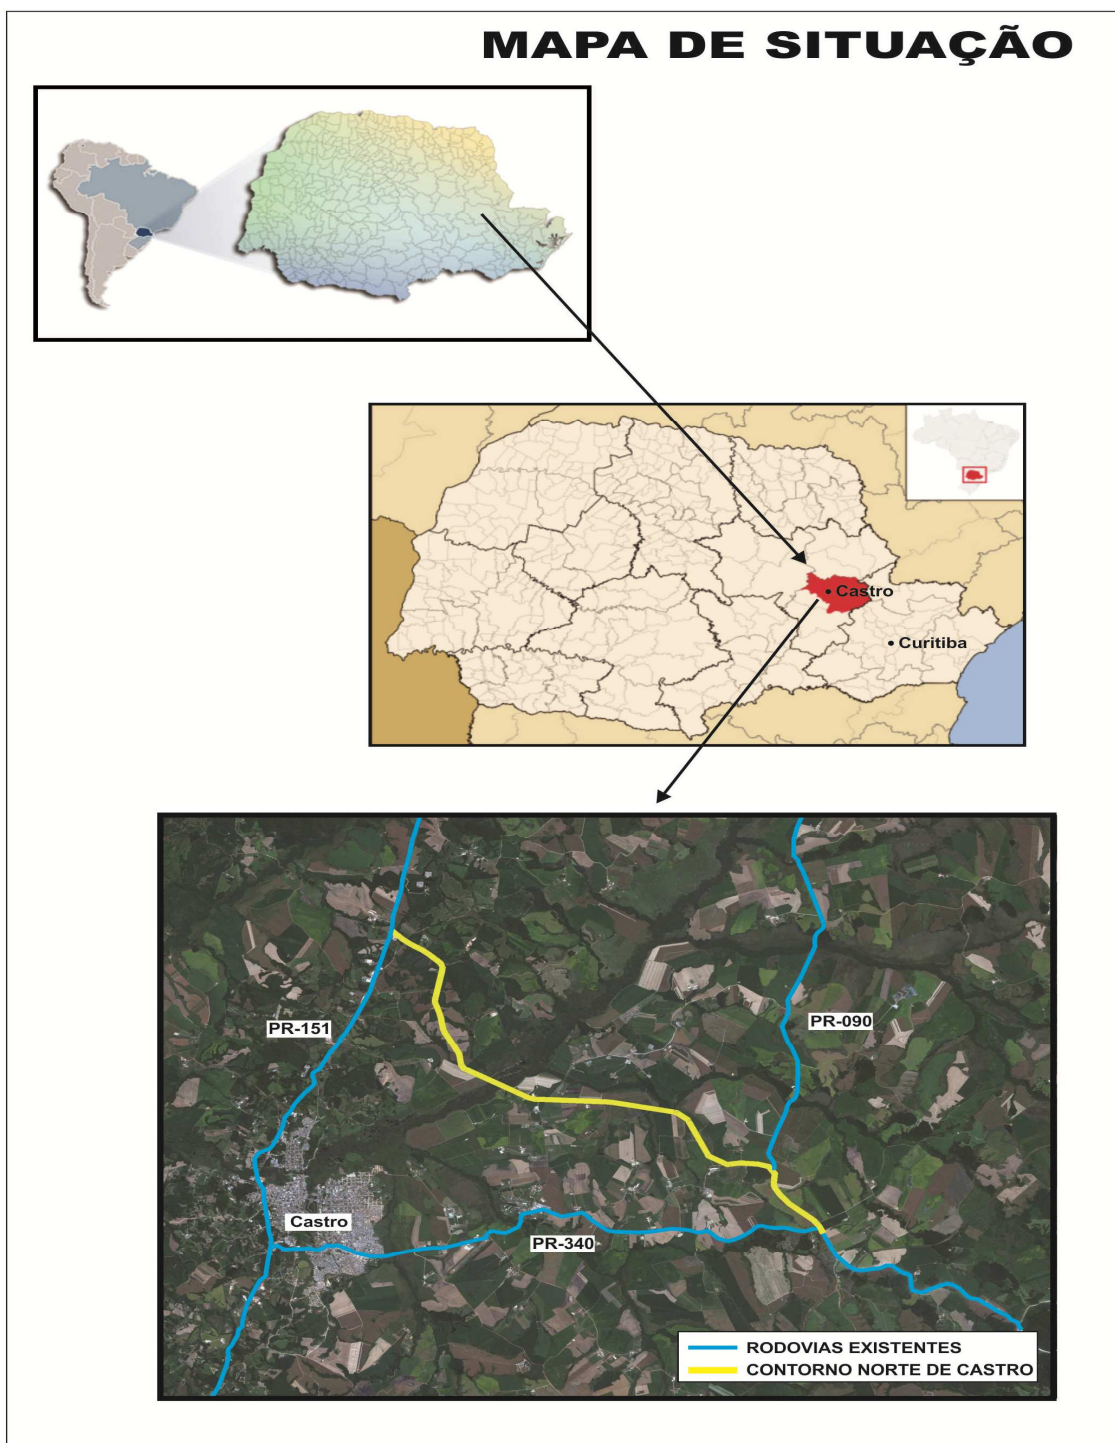 MAPA DE SITUAÇÃO
Castro
Curitiba
PR-151
PR-090
Castro
PR-340
RODOVIAS EXISTENTES
CONTORNO NORTE DE CASTRO